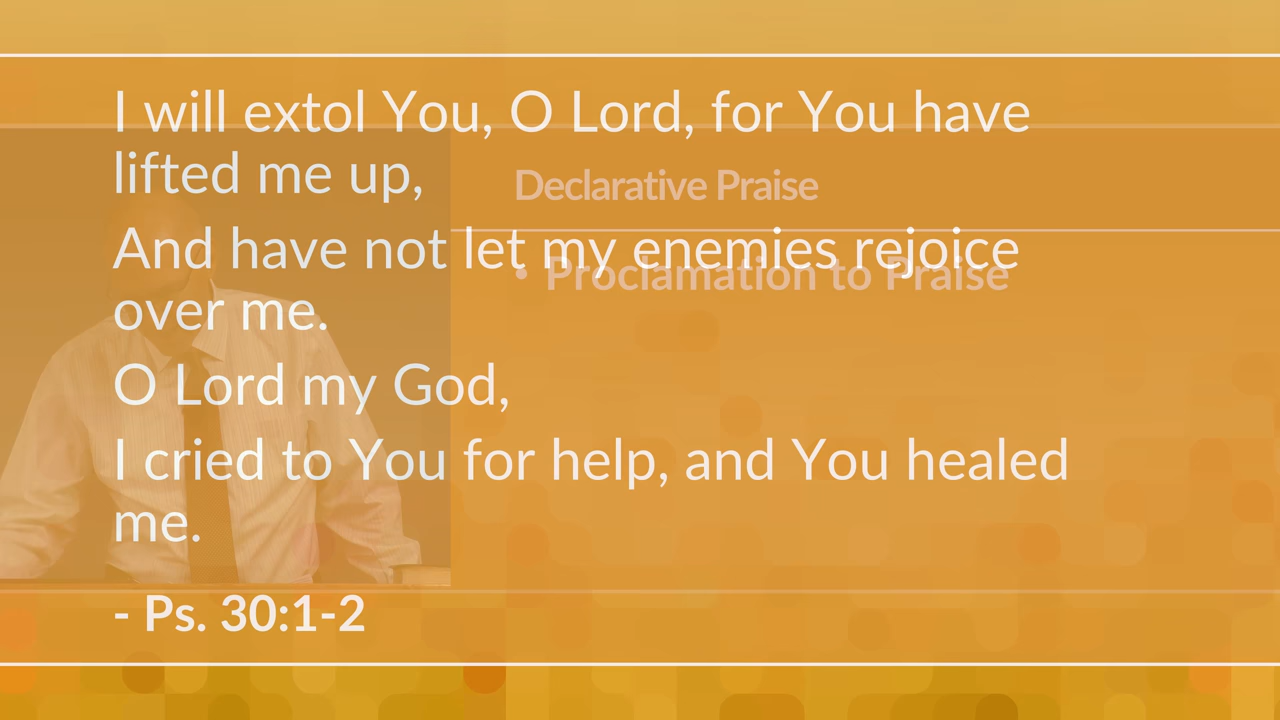 I will extol You, O Lord, for You have
lifted me up,
Declarative Praise
And have not let my enemies rejoice
• Proclamation to Praise
over me.
O Lord my God,
I cried to You for help, and You healed
me.
- Ps. 30:1-2